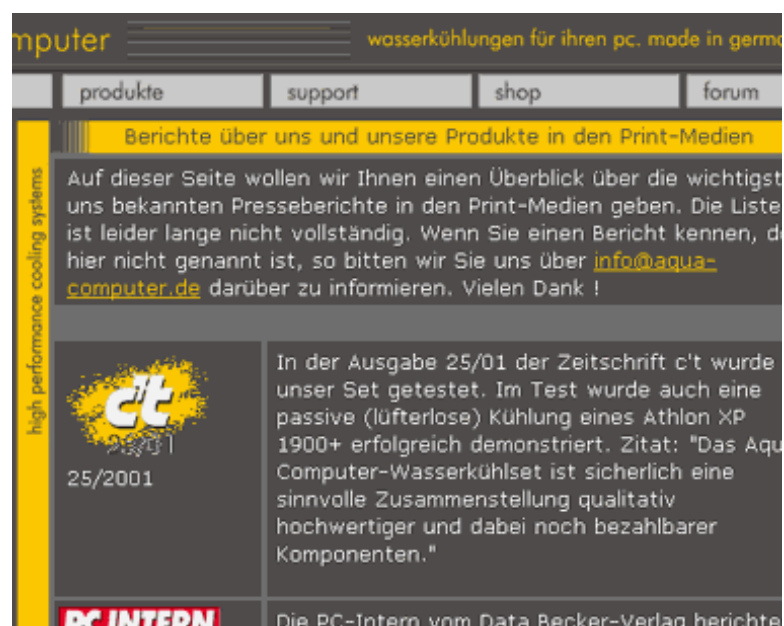 mputer
wasserkühlungen für ihren pc. made in germa
produkte
support
shop
forum
Berichte über uns und unsere Produkte in den Print-Medien
high performance cooling systems
Auf dieser Seite wollen wir Ihnen einen Überblick über die wichtigst
uns bekannten Presseberichte in den Print-Medien geben. Die Liste
ist leider lange nicht vollständig. Wenn Sie einen Bericht kennen, d
hier nicht genannt ist, so bitten wir Sie uns über info@aqua-
computer.de darüber zu informieren. Vielen Dank !
c't
25/01
25/2001
In der Ausgabe 25/01 der Zeitschrift c't wurde
unser Set getestet. Im Test wurde auch eine
passive (lüfterlose) Kühlung eines Athlon XP
1900+ erfolgreich demonstriert. Zitat: "Das Aqu
Computer-Wasserkühlset ist sicherlich eine
sinnvolle Zusammenstellung qualitativ
hochwertiger und dabei noch bezahlbarer
Komponenten."
PC INTERN
Die PC-Intern vom Data Becker-Verlag berichte